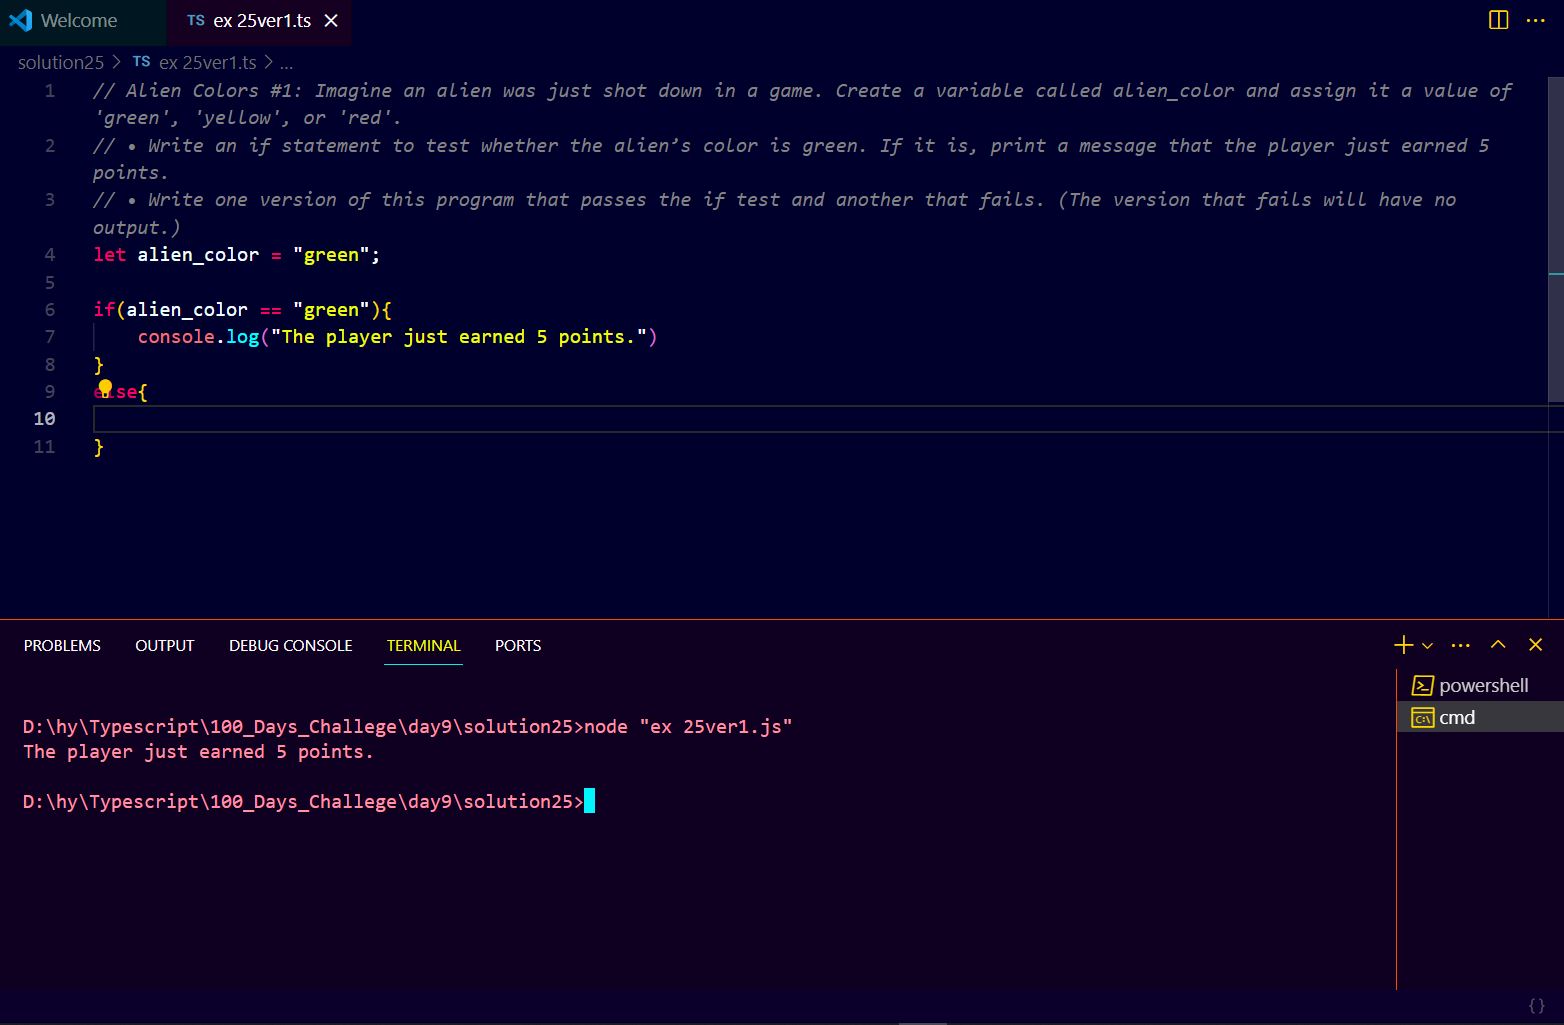 Welcome
TS ex 25ver1.ts
solution25 > TS ex 25ver1.ts > ...
1 // Alien Colors #1: Imagine an alien was just shot down in a game. Create a variable called alien_color and assign it a value of
'green', 'yellow', or 'red'.
2 // • Write an if statement to test whether the alien’s color is green. If it is, print a message that the player just earned 5
points.
3 // • Write one version of this program that passes the if test and another that fails. (The version that fails will have no
output.)
4 let alien_color = "green";
5
6 if(alien_color == "green"){
7 console.log("The player just earned 5 points.")
8 }
9 else{
10
11 }
PROBLEMS OUTPUT DEBUG CONSOLE TERMINAL PORTS
powershell
cmd
D:\hy\Typescript\100_Days_Challege\day9\solution25>node "ex 25ver1.js"
The player just earned 5 points.
D:\hy\Typescript\100_Days_Challege\day9\solution25>
{}